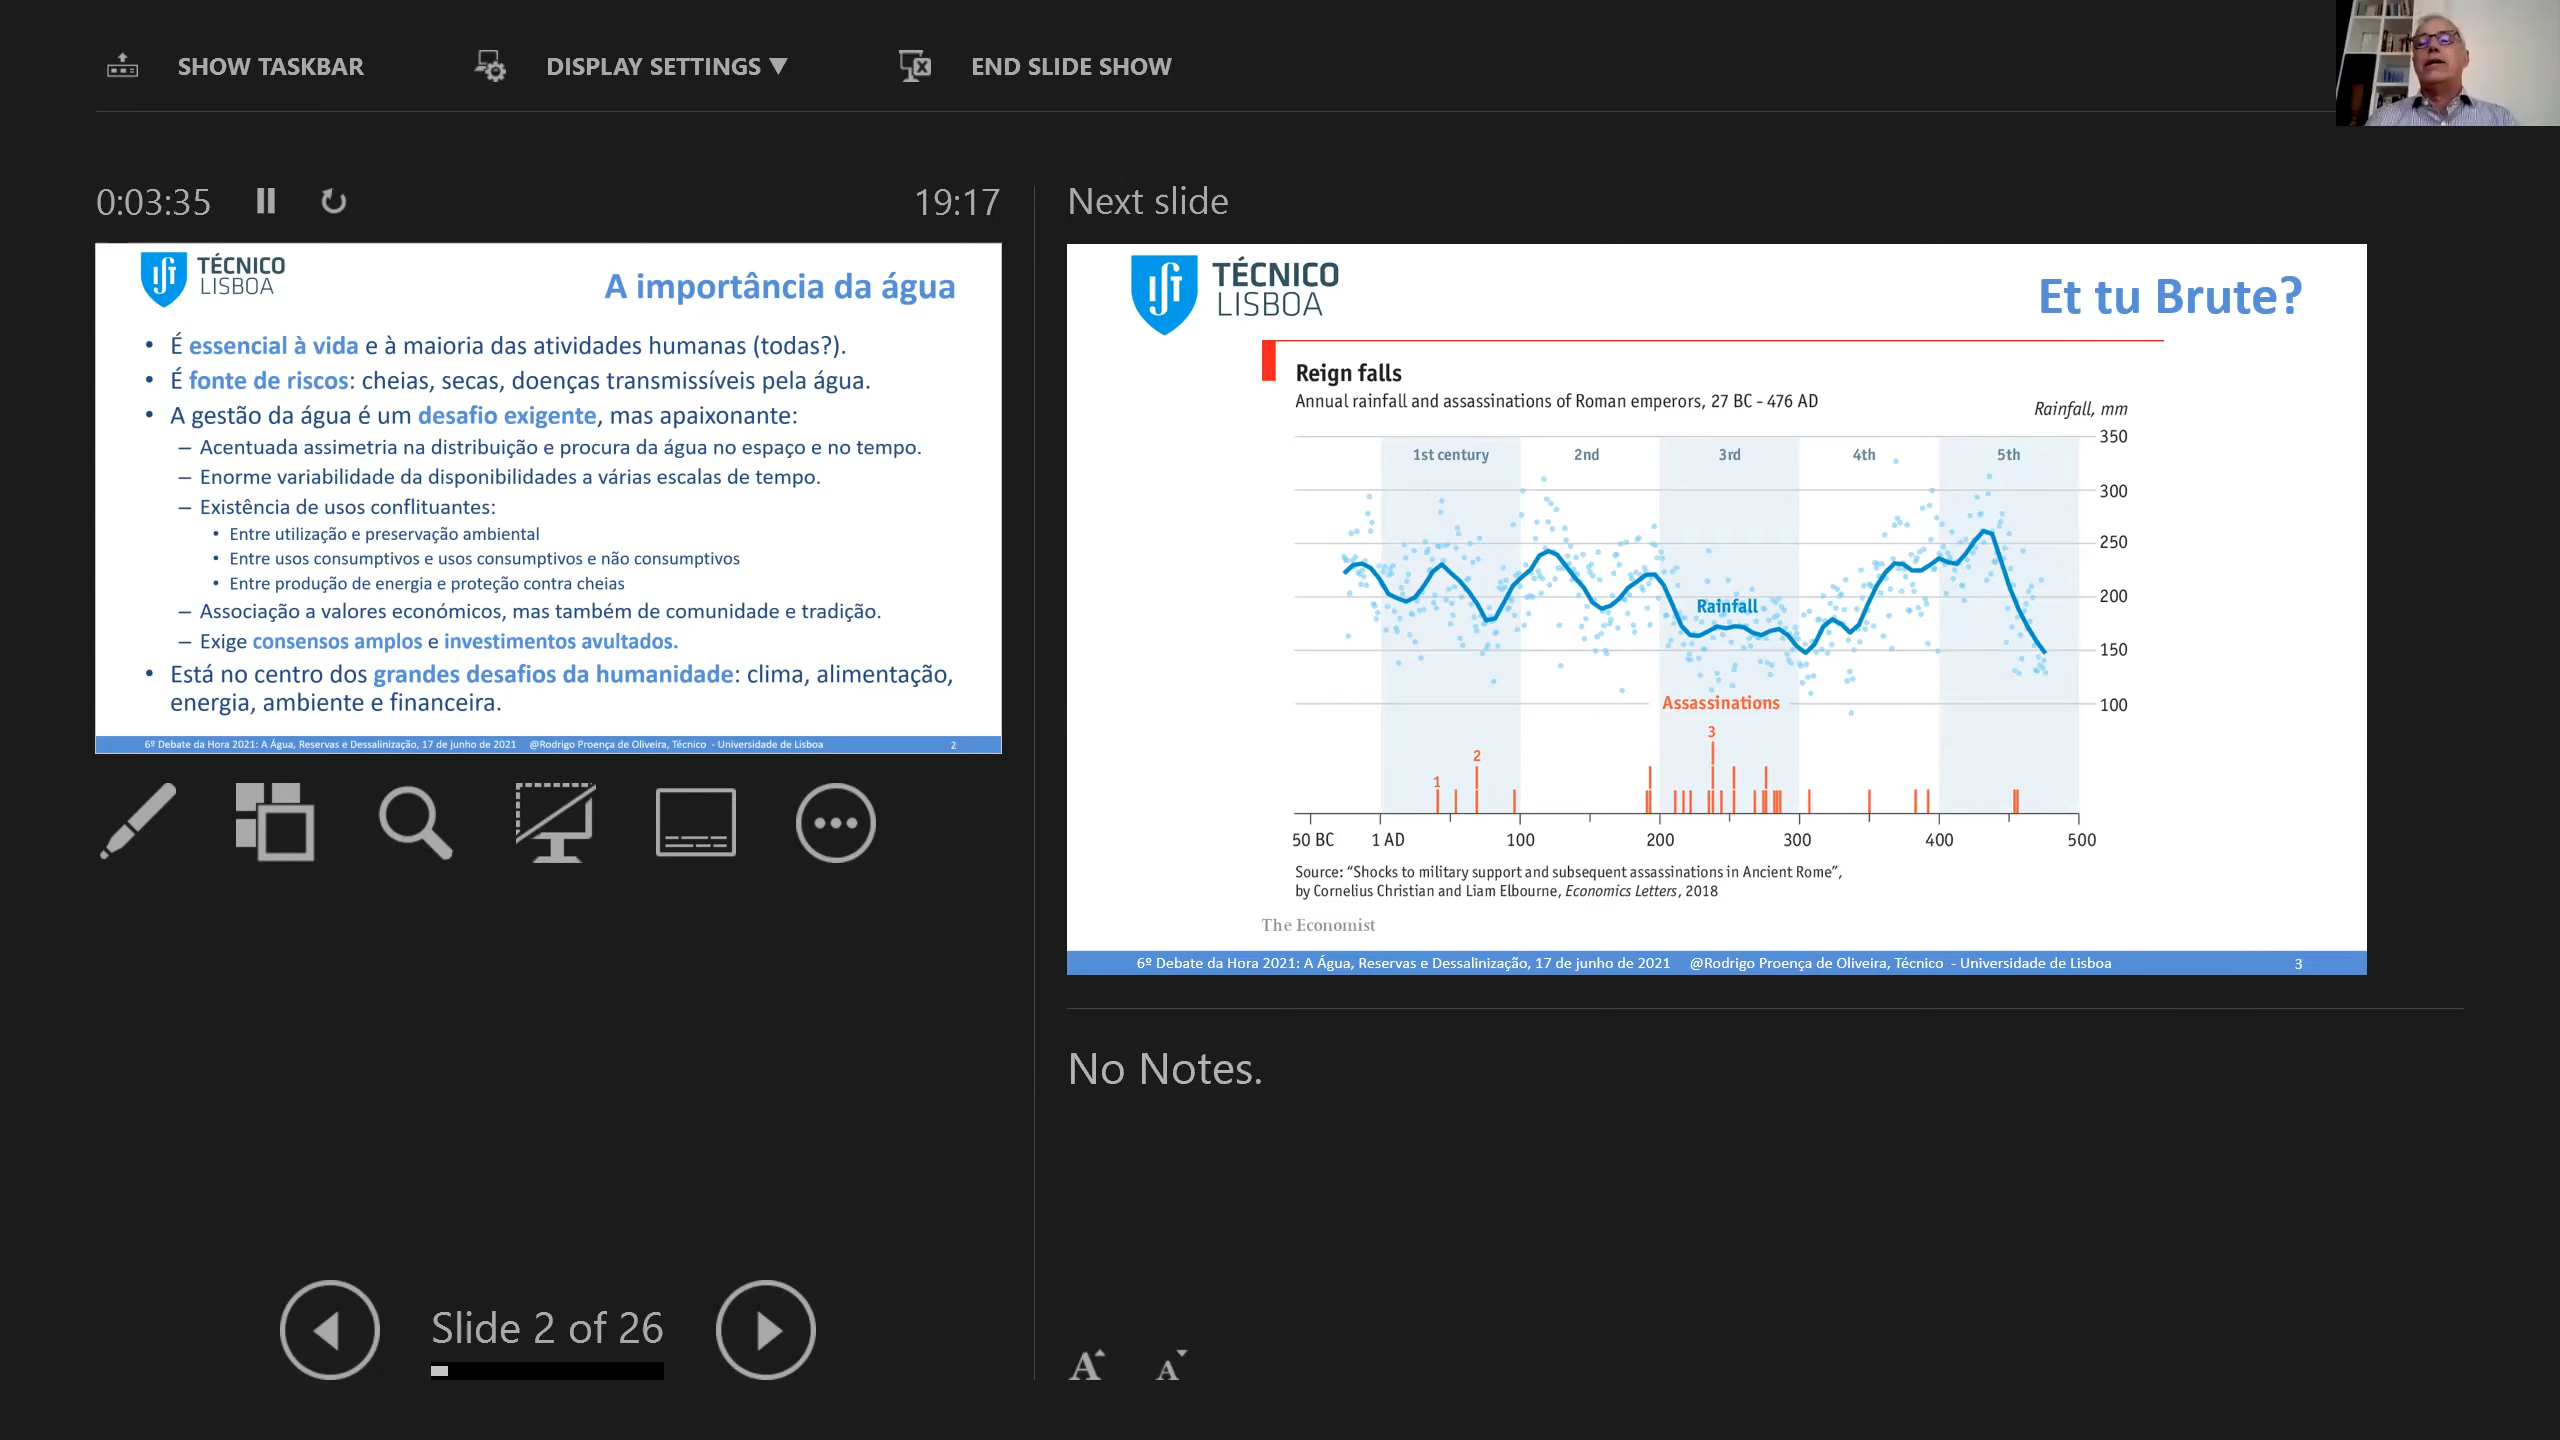 SHOW TASKBAR
DISPLAY SETTINGS ▼
END SLIDE SHOW
0:03:35
19:17
TÉCNICO
LISBOA
A importância da água
• É essencial à vida e à maioria das atividades humanas (todas?).
• É fonte de riscos: cheias, secas, doenças transmissíveis pela água.
• A gestão da água é um desafio exigente, mas apaixonante:
– Acentuada assimetria na distribuição e procura da água no espaço e no tempo.
– Enorme variabilidade da disponibilidades a várias escalas de tempo.
– Existência de usos conflituantes:
• Entre utilização e preservação ambiental
• Entre usos consumptivos e usos consumptivos e não consumptivos
• Entre produção de energia e proteção contra cheias
– Associação a valores económicos, mas também de comunidade e tradição.
– Exige consensos amplos e investimentos avultados.
• Está no centro dos grandes desafios da humanidade: clima, alimentação,
energia, ambiente e financeira.
6º Debate da Hora 2021: A Água, Reservas e Dessalinização, 17 de junho de 2021 @Rodrigo Proença de Oliveira, Técnico - Universidade de Lisboa 2
Slide 2 of 26
Next slide
TÉCNICO
LISBOA
Et tu Brute?
Reign falls
Annual rainfall and assassinations of Roman emperors, 27 BC - 476 AD
Rainfall, mm
350
1st century 2nd 3rd 4th 5th
300
250
200
Rainfall
150
100
Assassinations
3
2
1
50 BC 1 AD 100 200 300 400 500
Source: “Shocks to military support and subsequent assassinations in Ancient Rome”,
by Cornelius Christian and Liam Elbourne, Economics Letters, 2018
The Economist
6º Debate da Hora 2021: A Água, Reservas e Dessalinização, 17 de junho de 2021 @Rodrigo Proença de Oliveira, Técnico - Universidade de Lisboa 3
No Notes.
A A